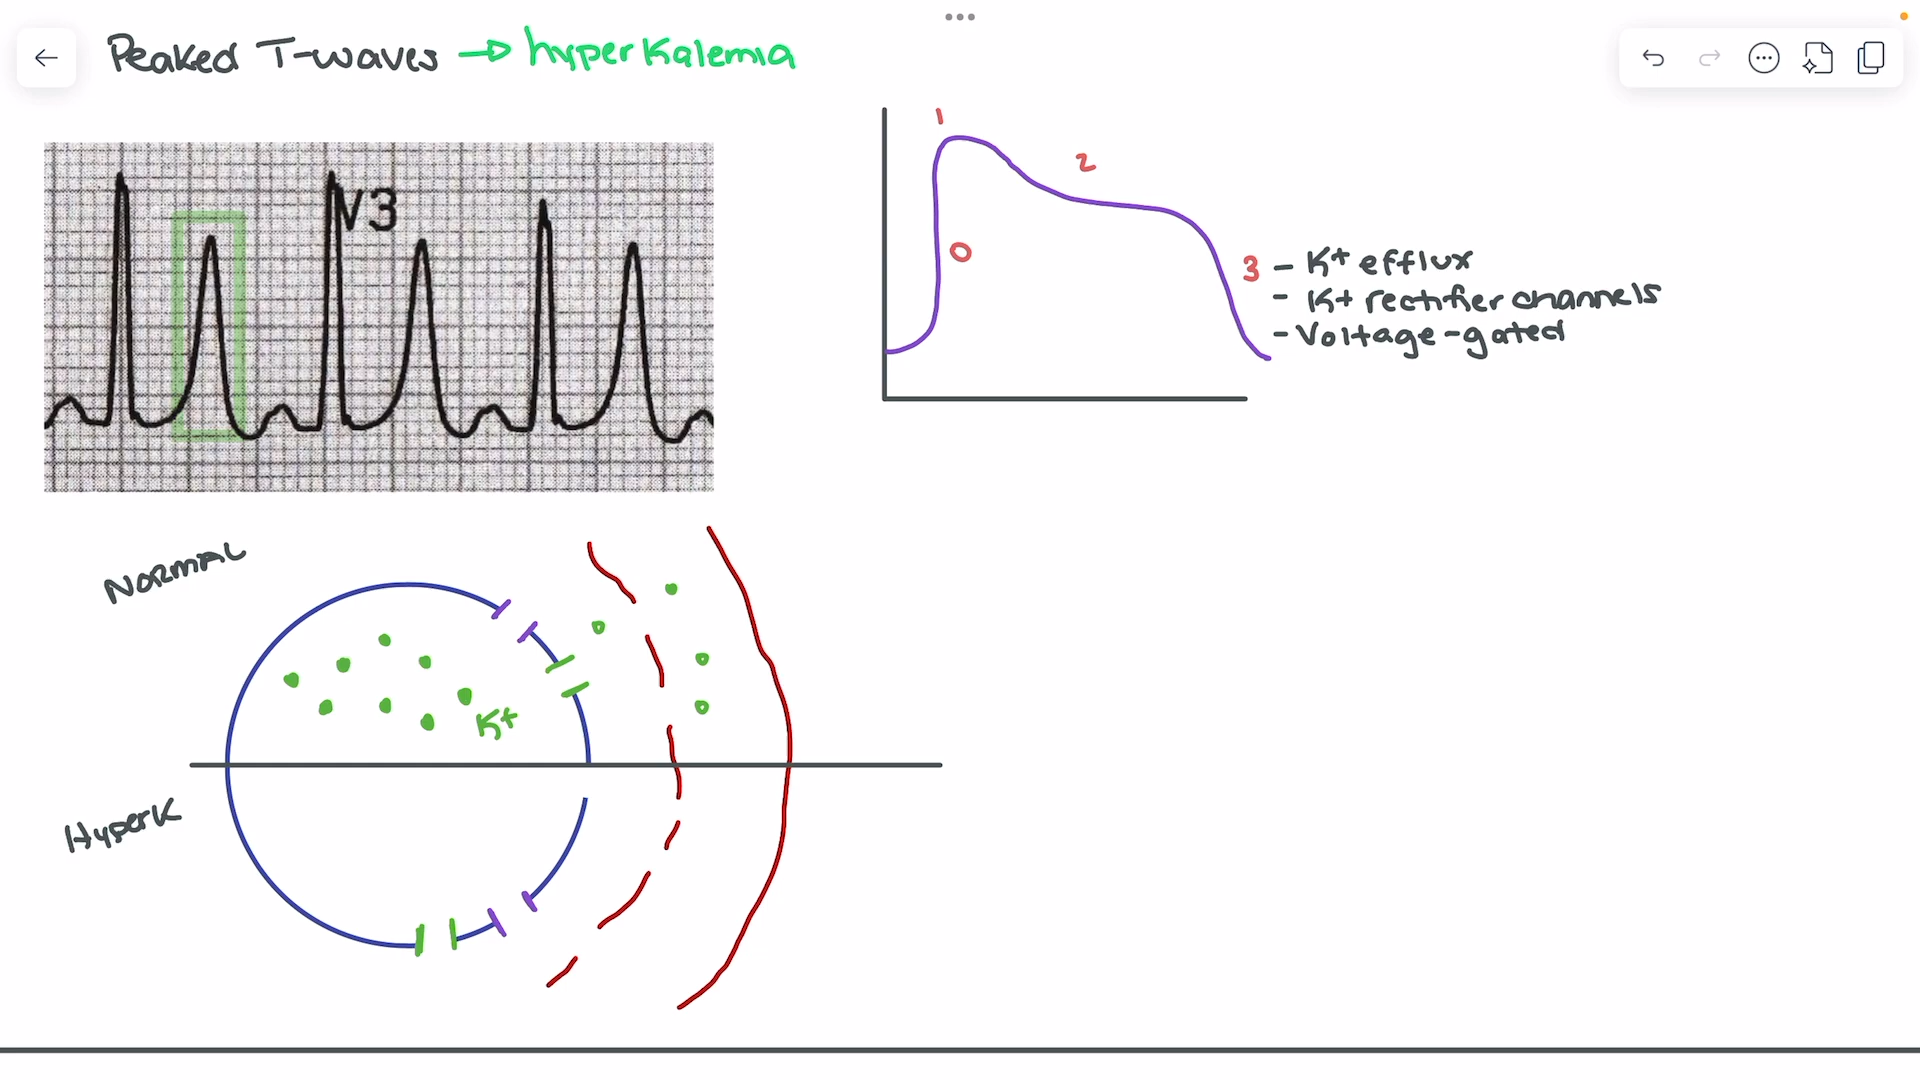 Peaked T-waves → hyperkalemia
V3
1
2
0
3 - K+ efflux
- K+ rectifier channels
- Voltage-gated
NORMAL
K+
HyperK